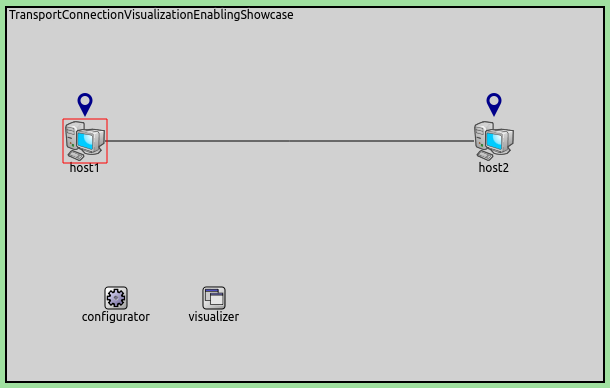 TransportConnectionVisualizationEnablingShowcase
host1
host2
configurator
visualizer